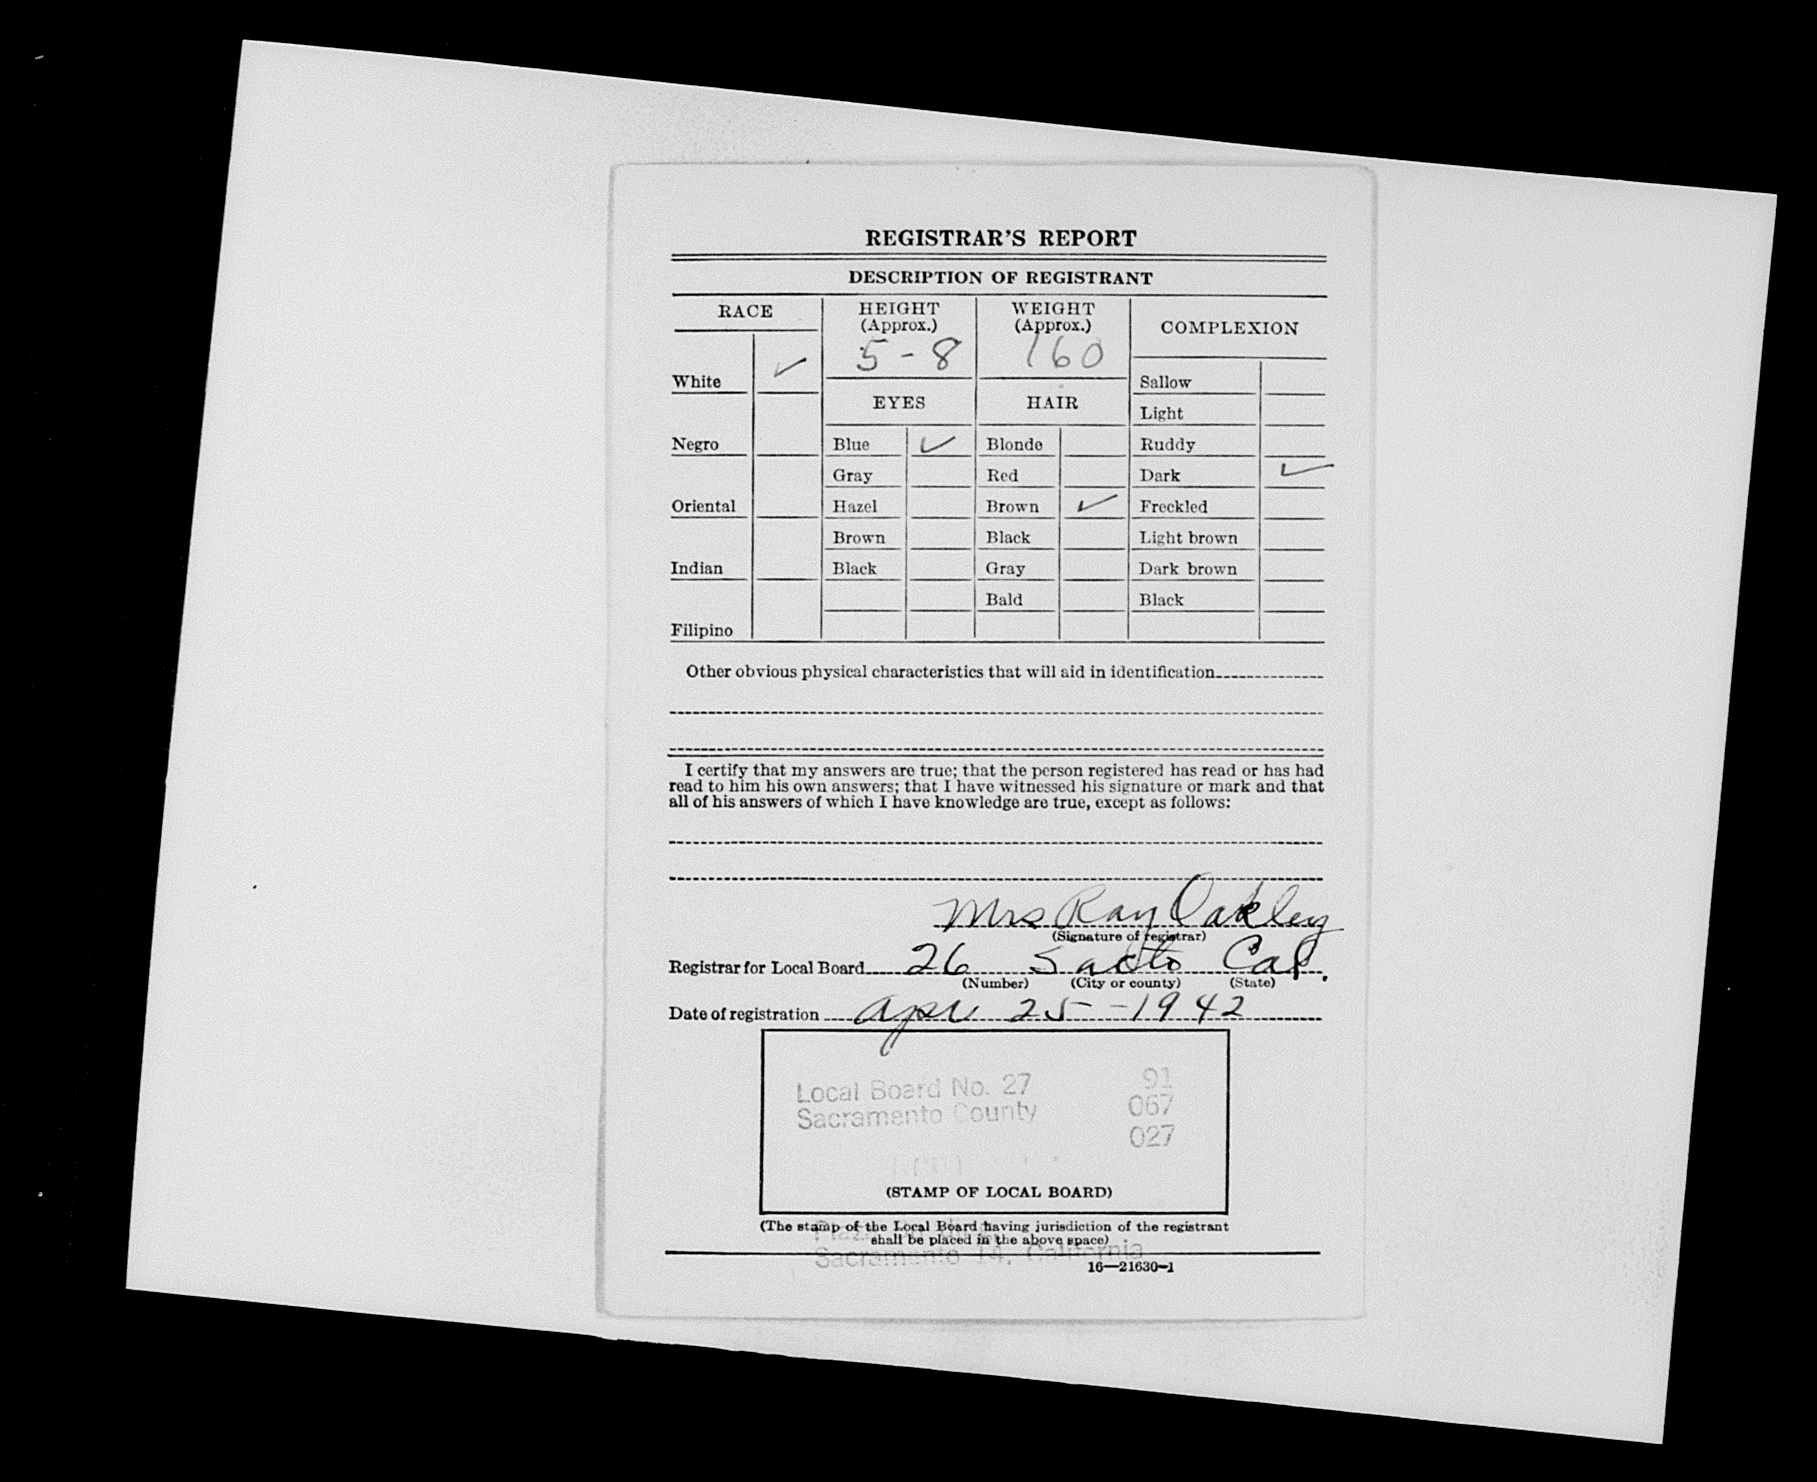 REGISTRAR'S REPORT
DESCRIPTION OF REGISTRANT
RACE
HEIGHT
(Approx.)
5-8
WEIGHT
(Approx.)
160
COMPLEXION
White ✓
Negro
Oriental
Indian
Filipino
EYES
Blue ✓
Gray
Hazel
Brown
Black
HAIR
Blonde
Red
Brown ✓
Black
Gray
Bald
Sallow
Light
Ruddy
Dark ✓
Freckled
Light brown
Dark brown
Black
Other obvious physical characteristics that will aid in identification
I certify that my answers are true; that the person registered has read or has had
read to him his own answers; that I have witnessed his signature or mark and that
all of his answers of which I have knowledge are true, except as follows:
Mrs Ray Oakley
(Signature of registrar)
Registrar for Local Board 26 Sacto Cal.
(Number) (City or county) (State)
Date of registration Apr 25-1942
Local Board No. 27 91
Sacramento County 067
027
(STAMP OF LOCAL BOARD)
(The stamp of the Local Board having jurisdiction of the registrant
shall be placed in the above space)
Sacramento 14, California
16—21630-1